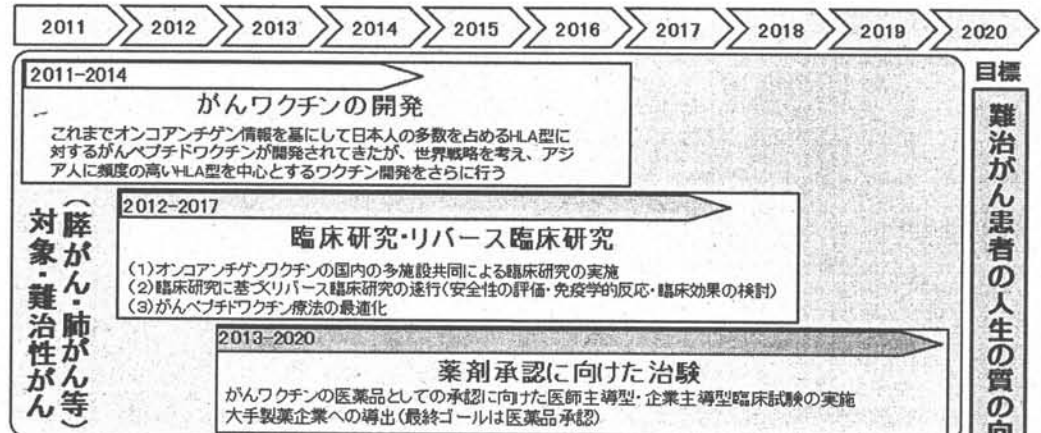 2011 2012 2013 2014 2015 2016 2017 2018 2019 2020
目標
2011-2014
がんワクチンの開発
これまでオンコアンチゲン情報を基にして日本人の多数を占めるHLA型に
対するがんペプチドワクチンが開発されてきたが、世界戦略を考え、アジ
ア人に頻度の高いHLA型を中心とするワクチン開発をさらに行う
対象・難治性がん
(膵がん・肺がん等)
2012-2017
臨床研究・リバース臨床研究
(1)オンコアンチゲンワクチンの国内の多施設共同による臨床研究の実施
(2)臨床研究に基づくリバース臨床研究の遂行(安全性の評価・免疫学的反応・臨床効果の検討)
(3)がんペプチドワクチン療法の最適化
2013-2020
薬剤承認に向けた治験
がんワクチンの医薬品としての承認に向けた医師主導型・企業主導型臨床試験の実施
大手製薬企業への導出(最終ゴールは医薬品承認)
難治がん患者の人生の質の向